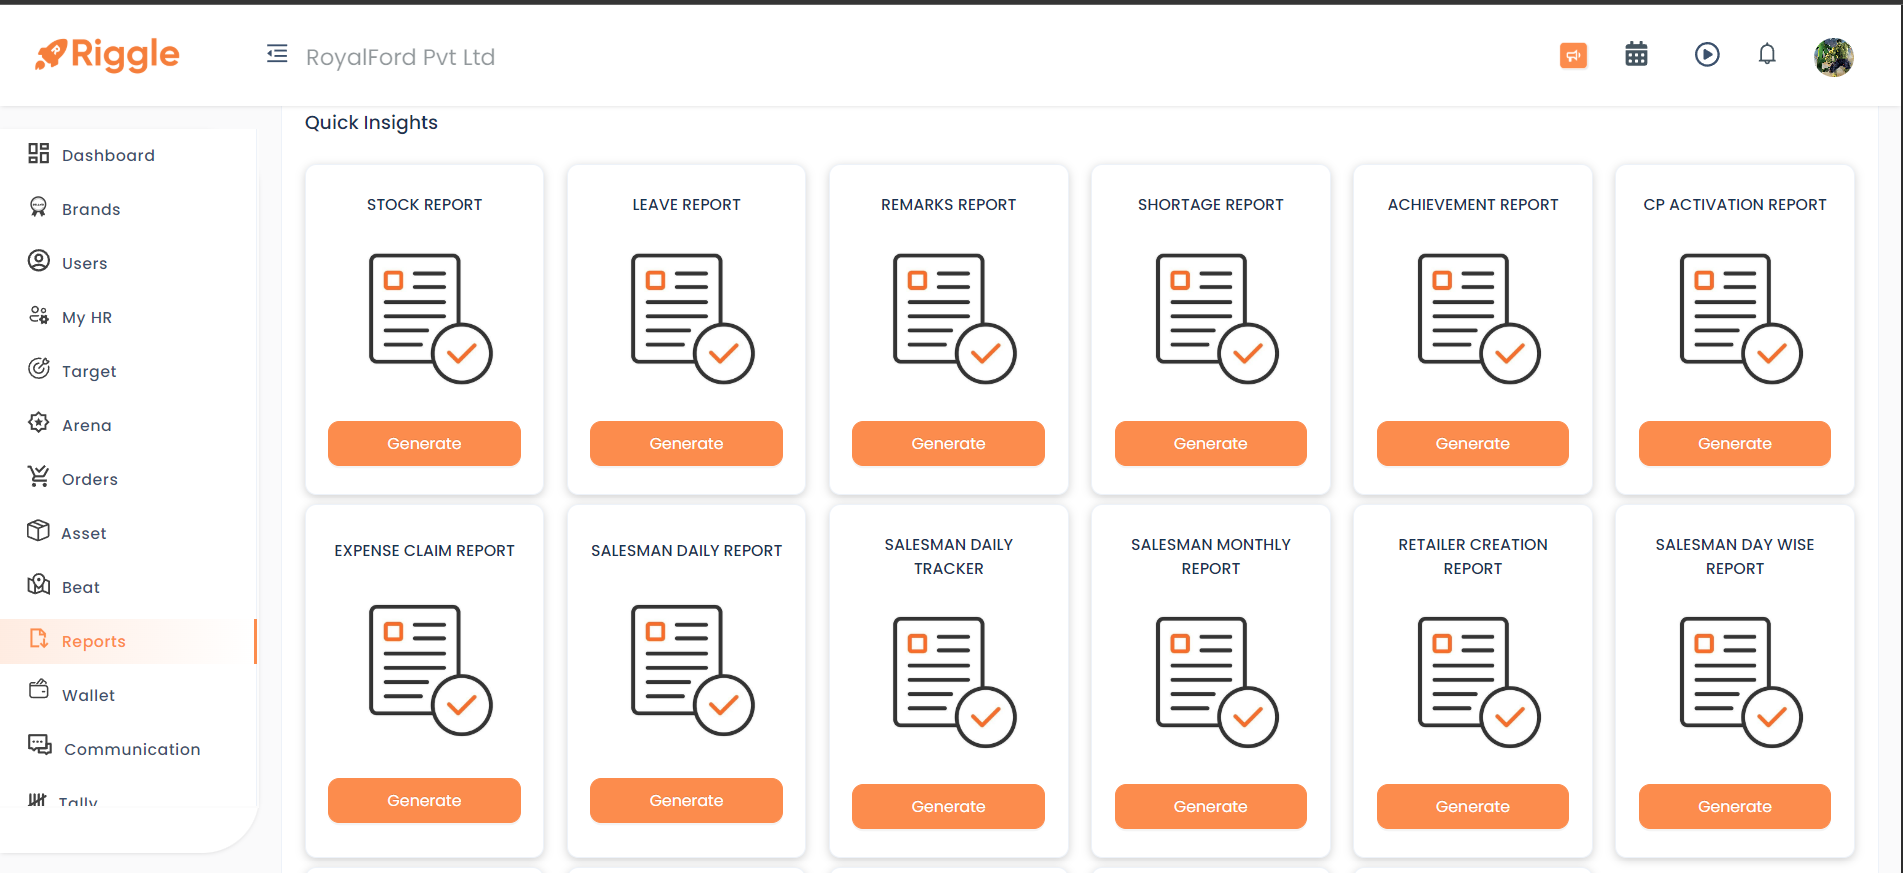 Riggle
RoyalFord Pvt Ltd
Dashboard
Brands
Users
My HR
Target
Arena
Orders
Asset
Beat
Reports
Wallet
Communication
Tally
Quick Insights
STOCK REPORT
Generate
LEAVE REPORT
Generate
REMARKS REPORT
Generate
SHORTAGE REPORT
Generate
ACHIEVEMENT REPORT
Generate
CP ACTIVATION REPORT
Generate
EXPENSE CLAIM REPORT
Generate
SALESMAN DAILY REPORT
Generate
SALESMAN DAILY
TRACKER
Generate
SALESMAN MONTHLY
REPORT
Generate
RETAILER CREATION
REPORT
Generate
SALESMAN DAY WISE
REPORT
Generate